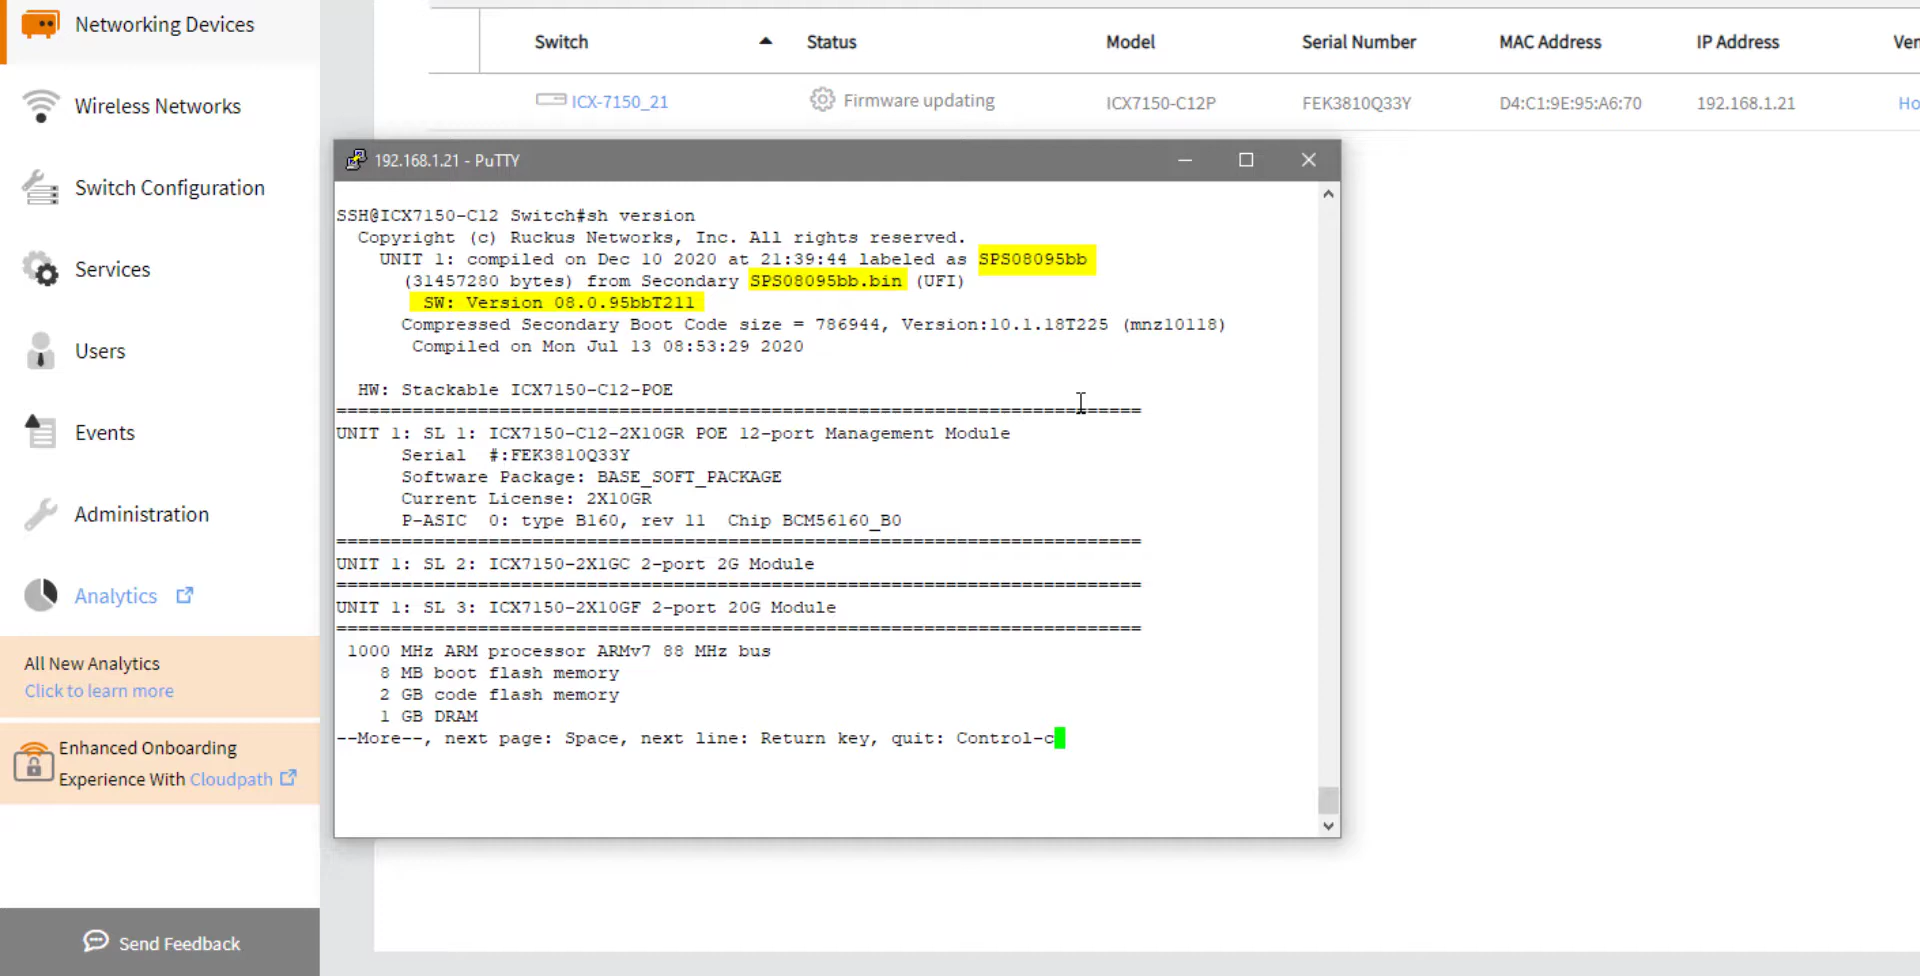 Networking Devices
Wireless Networks
Switch Configuration
Services
Users
Events
Administration
Analytics
All New Analytics
Click to learn more
Enhanced Onboarding
Experience With Cloudpath
Send Feedback
Switch Status Model Serial Number MAC Address IP Address
ICX-7150_21 Firmware updating ICX7150-C12P FEK3810Q33Y D4:C1:9E:95:A6:70 192.168.1.21
192.168.1.21 - PuTTY
SSH@ICX7150-C12 Switch#sh version
Copyright (c) Ruckus Networks, Inc. All rights reserved.
UNIT 1: compiled on Dec 10 2020 at 21:39:44 labeled as SPS08095bb
(31457280 bytes) from Secondary SPS08095bb.bin (UFI)
SW: Version 08.0.95bbT211
Compressed Secondary Boot Code size = 786944, Version:10.1.18T225 (mnz10118)
Compiled on Mon Jul 13 08:53:29 2020
HW: Stackable ICX7150-C12-POE
==========================================================================
UNIT 1: SL 1: ICX7150-C12-2X10GR POE 12-port Management Module
Serial #:FEK3810Q33Y
Software Package: BASE_SOFT_PACKAGE
Current License: 2X10GR
P-ASIC 0: type B160, rev 11 Chip BCM56160_B0
==========================================================================
UNIT 1: SL 2: ICX7150-2X1GC 2-port 2G Module
==========================================================================
UNIT 1: SL 3: ICX7150-2X10GF 2-port 20G Module
==========================================================================
1000 MHz ARM processor ARMv7 88 MHz bus
8 MB boot flash memory
2 GB code flash memory
1 GB DRAM
--More--, next page: Space, next line: Return key, quit: Control-c